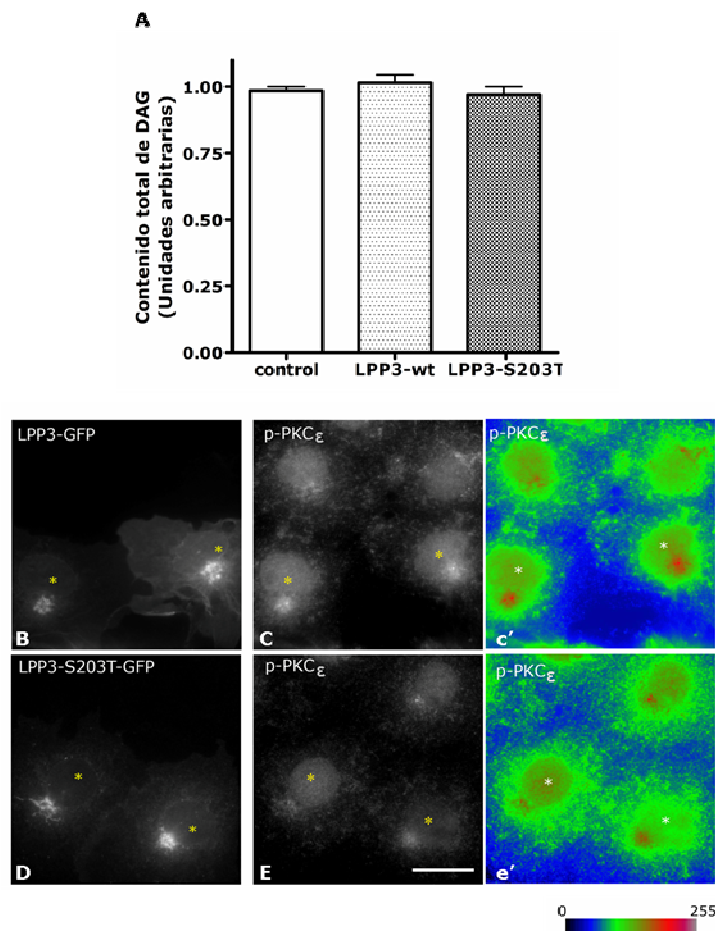 A
Contenido total de DAG
(Unidades arbitrarias)
1.00
0.75
0.50
0.25
0.00
control
LPP3-wt
LPP3-S203T
LPP3-GFP
p-PKCε
p-PKCε
*
*
*
*
*
*
B
C
c’
LPP3-S203T-GFP
p-PKCε
p-PKCε
*
*
*
*
*
*
D
E
e’
0
255